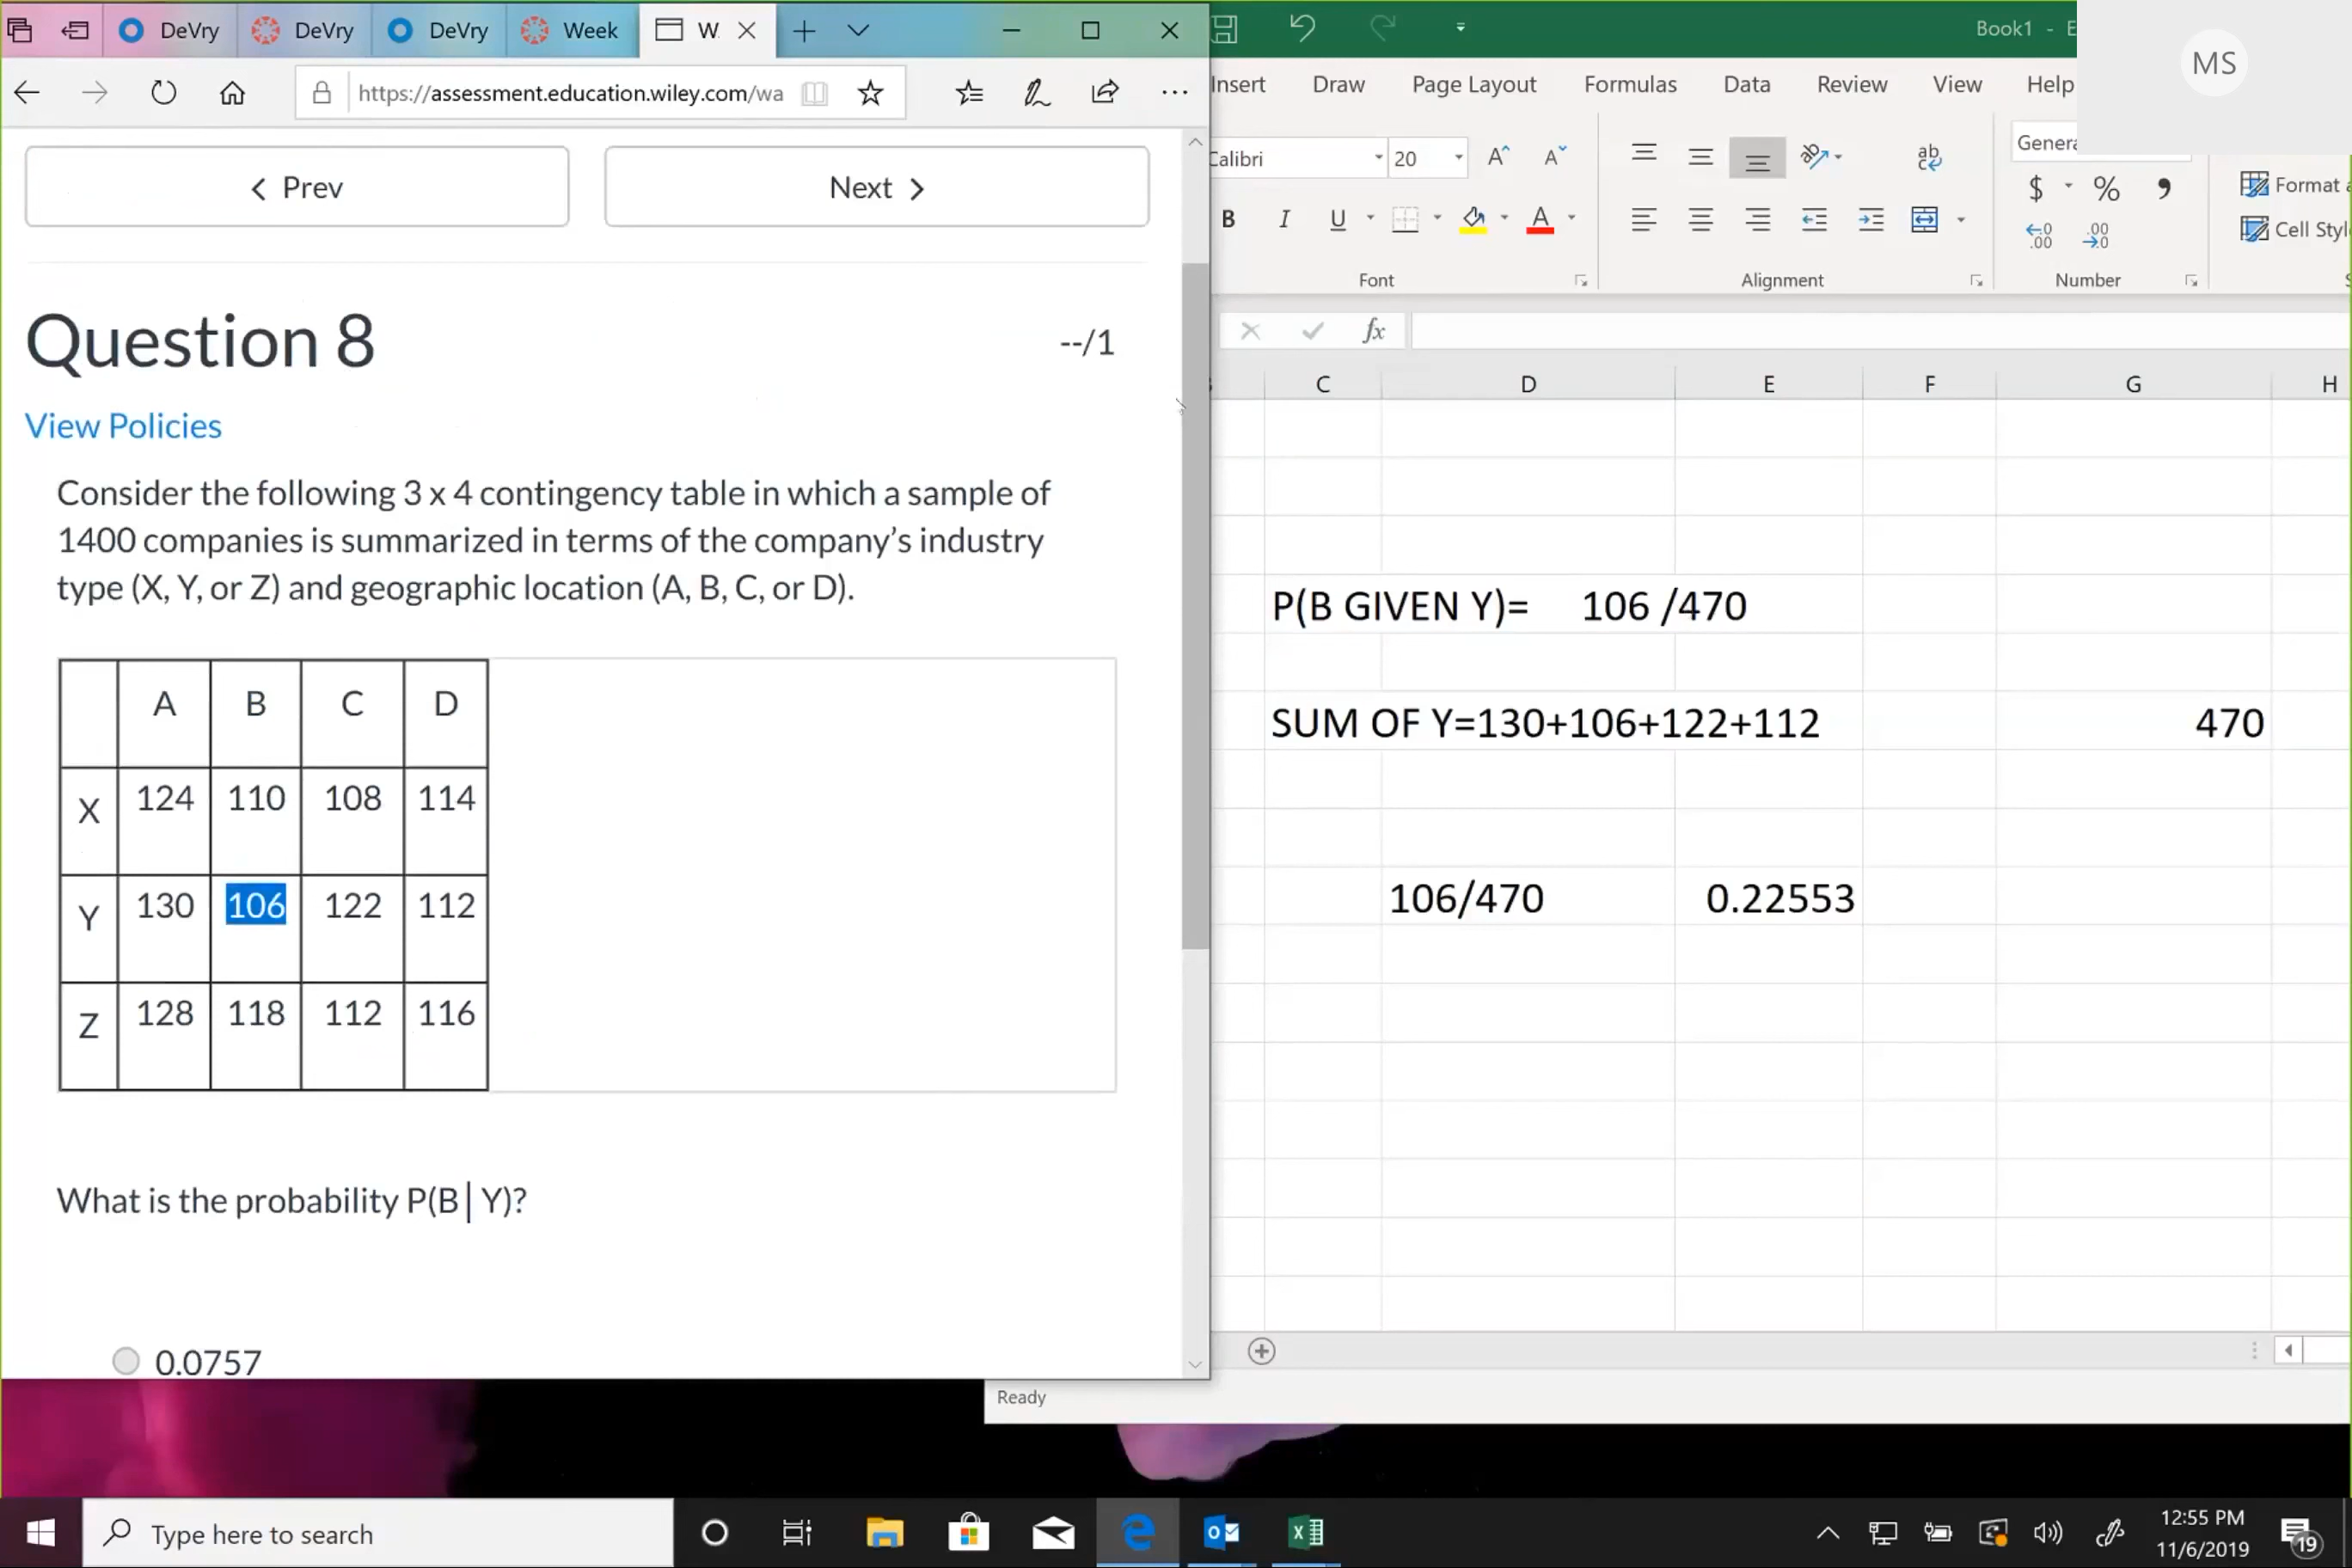 DeVry
DeVry
DeVry
Week
W
https://assessment.education.wiley.com/wa
Prev
Next
Question 8
--/1
View Policies
Consider the following 3 x 4 contingency table in which a sample of
1400 companies is summarized in terms of the company's industry
type (X, Y, or Z) and geographic location (A, B, C, or D).
A B C D
X 124 110 108 114
Y 130 106 122 112
Z 128 118 112 116
What is the probability P(B│Y)?
0.0757
Book1 - E
MS
Insert Draw Page Layout Formulas Data Review View Help
Calibri 20 A A ab Genera
B I U A $ % , Format a
Cell Styl
Font Alignment Number
fx
C D E F G H
P(B GIVEN Y)= 106 /470
SUM OF Y=130+106+122+112 470
106/470 0.22553
Ready
Type here to search
12:55 PM
11/6/2019
19